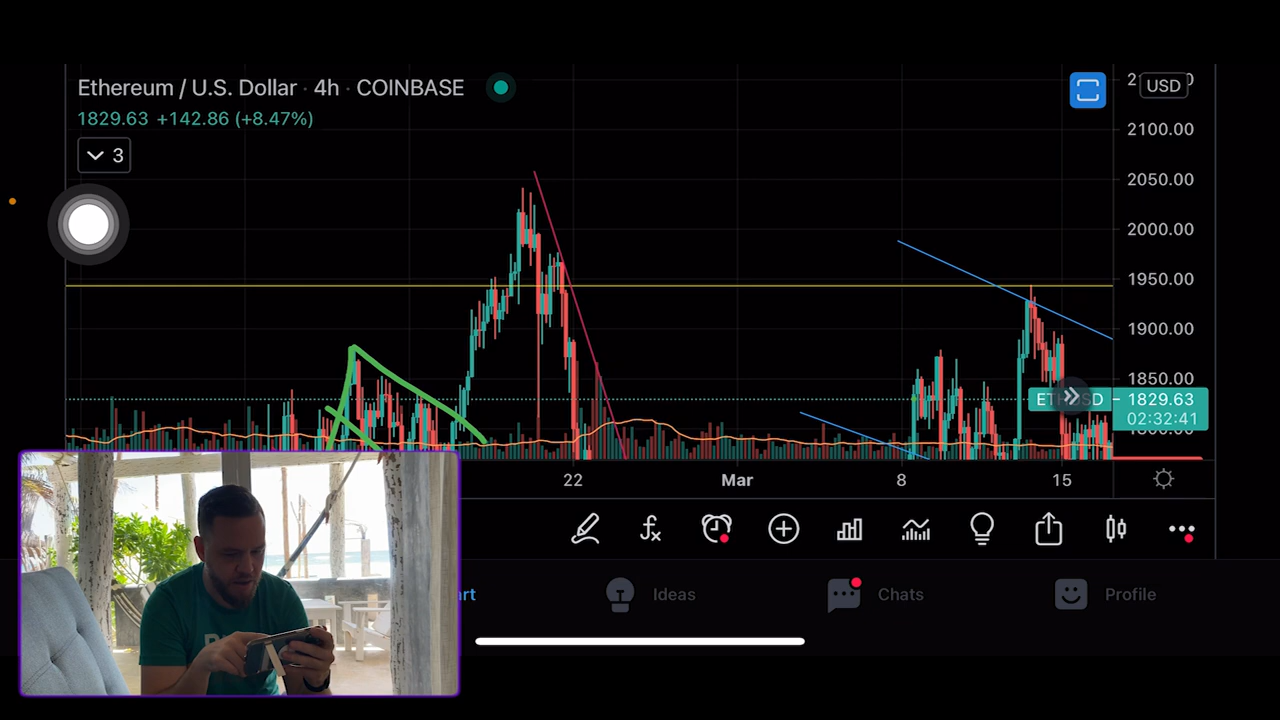 Ethereum / U.S. Dollar · 4h · COINBASE
1829.63 +142.86 (+8.47%)
3
USD
2100.00
2050.00
2000.00
1950.00
1900.00
1850.00
1829.63
02:32:41
22 Mar 8 15
Ideas Chats Profile